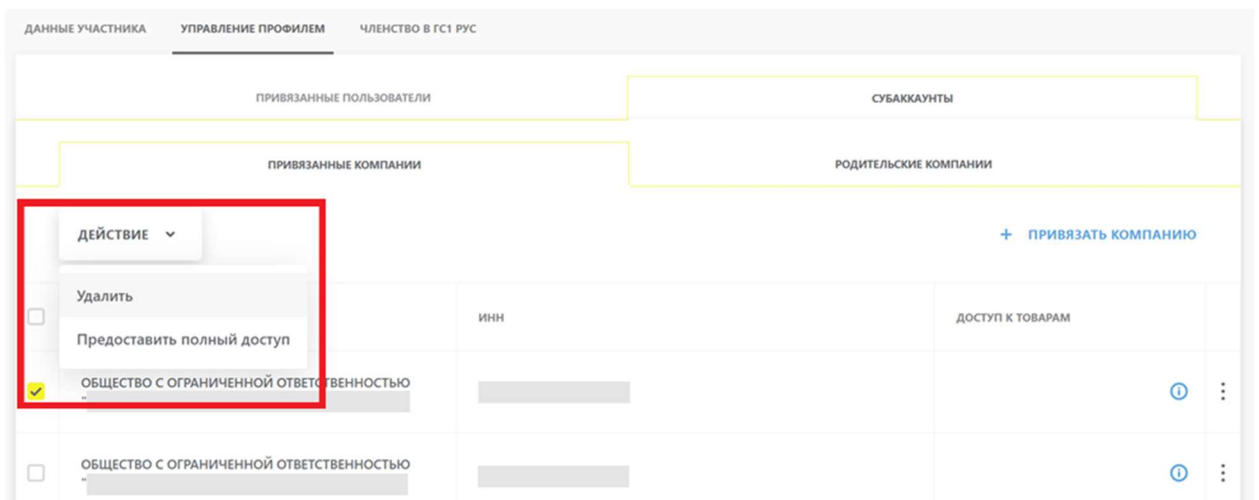 ДАННЫЕ УЧАСТНИКА УПРАВЛЕНИЕ ПРОФИЛЕМ ЧЛЕНСТВО В ГС1 РУС
ПРИВЯЗАННЫЕ ПОЛЬЗОВАТЕЛИ СУБАККАУНТЫ
ПРИВЯЗАННЫЕ КОМПАНИИ РОДИТЕЛЬСКИЕ КОМПАНИИ
ДЕЙСТВИЕ + ПРИВЯЗАТЬ КОМПАНИЮ
Удалить
ИНН ДОСТУП К ТОВАРАМ
Предоставить полный доступ
ОБЩЕСТВО С ОГРАНИЧЕННОЙ ОТВЕТСТВЕННОСТЬЮ
"
ОБЩЕСТВО С ОГРАНИЧЕННОЙ ОТВЕТСТВЕННОСТЬЮ
"